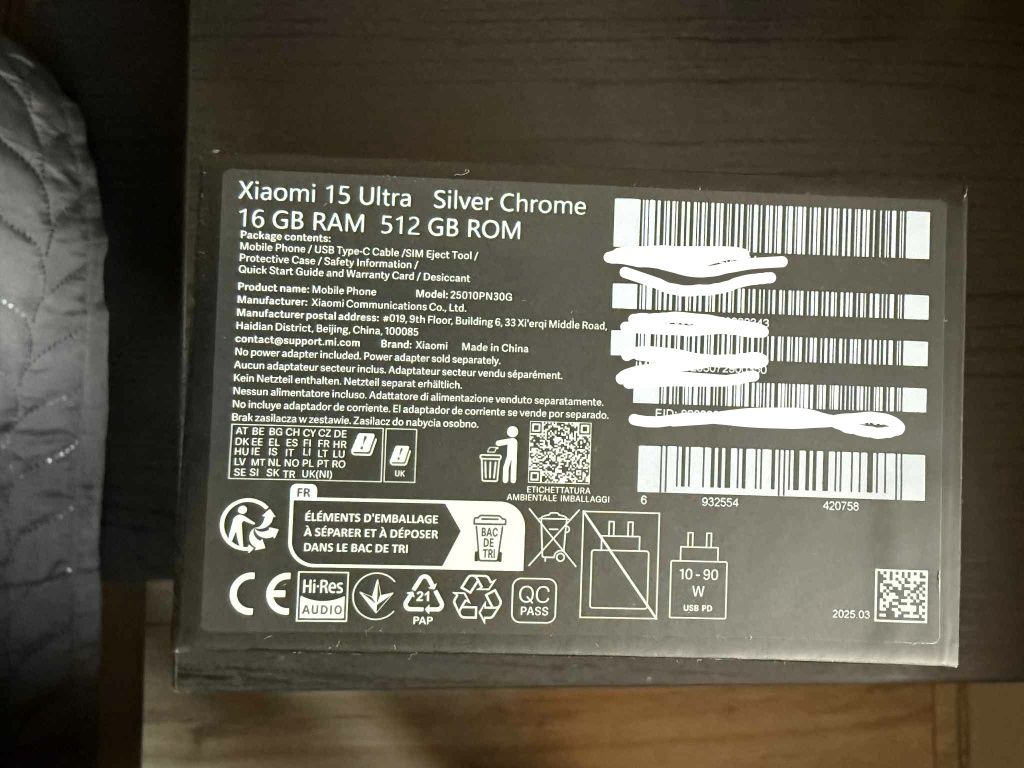 Xiaomi 15 Ultra Silver Chrome
16 GB RAM 512 GB ROM
Package contents:
Mobile Phone / USB Type-C Cable /SIM Eject Tool /
Protective Case / Safety Information /
Quick Start Guide and Warranty Card / Desiccant
Product name: Mobile Phone Model: 25010PN30G
Manufacturer: Xiaomi Communications Co., Ltd.
Manufacturer postal address: #019, 9th Floor, Building 6, 33 Xi'erqi Middle Road,
Haidian District, Beijing, China, 100085
contact@support.mi.com Brand: Xiaomi Made in China
No power adapter included. Power adapter sold separately.
Aucun adaptateur secteur inclus. Adaptateur secteur vendu séparément.
Kein Netzteil enthalten. Netzteil separat erhältlich.
Nessun alimentatore incluso. Adattatore di alimentazione venduto separatamente.
No incluye adaptador de corriente. El adaptador de corriente se vende por separado.
Brak zasilacza w zestawie. Zasilacz do nabycia osobno.
AT BE BG CH CY CZ DE
DK EE EL ES FI FR HR
HU IE IS IT LI LT LU
LV MT NL NO PL PT RO
SE SI SK TR UK(NI)
UK
ETICHETTATURA
AMBIENTALE IMBALLAGGI
EID:
6 932554 420758
FR
ÉLÉMENTS D'EMBALLAGE
À SÉPARER ET À DÉPOSER
DANS LE BAC DE TRI
BAC
DE
TRI
CE
Hi-Res
AUDIO
21
PAP
QC
PASS
10 - 90
W
USB PD
2025.03